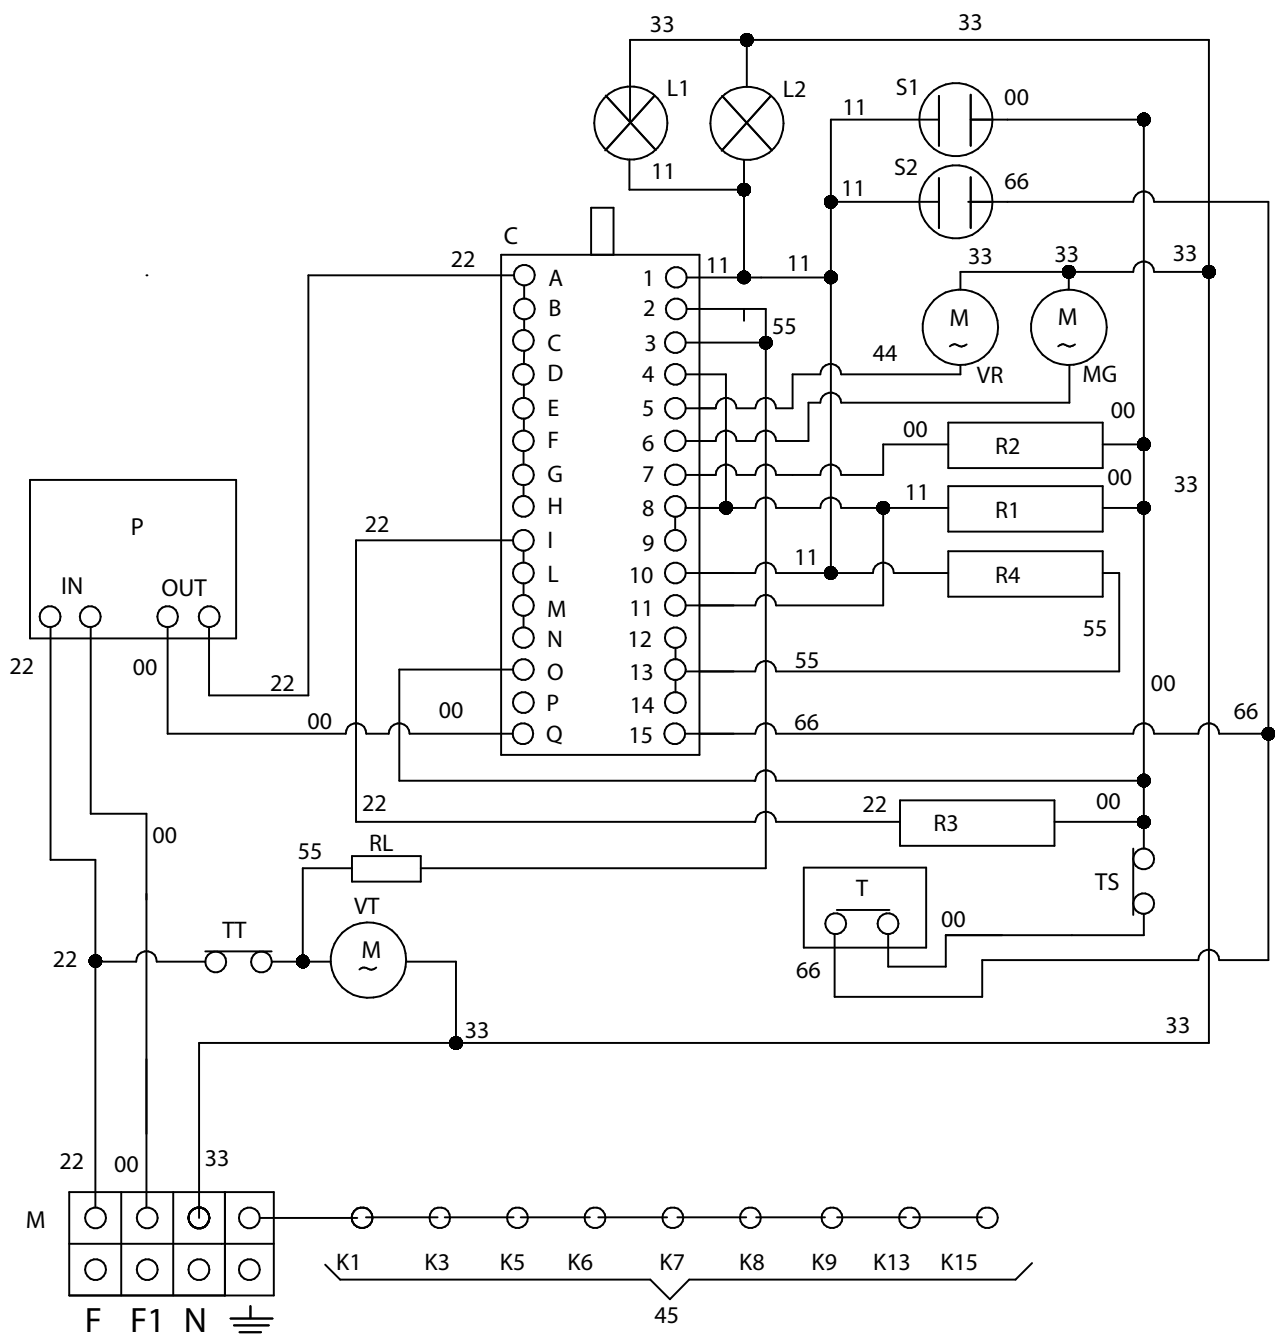 33 33
L1 L2 S1 00
11
11 S2 66
11
C
22 11 11 33 33 33
A 1
B 2
55
C 3
M M
44 VR MG
D 4
E 5
00
F 6 00 R2
G 7
00
33
H 8 11 R1
22
I 9
L 10 11 R4
M 11
55
N 12
O 13 55
P 14
00
Q 15 66
66
P
IN OUT
22 00
22
00 00
22 22 R3 00
00
55 RL
VT
TT
M
22
T
TS
00
66
33 33
22 00 33
M
K1 K3 K5 K6 K7 K8 K9 K13 K15
45
F F1 N